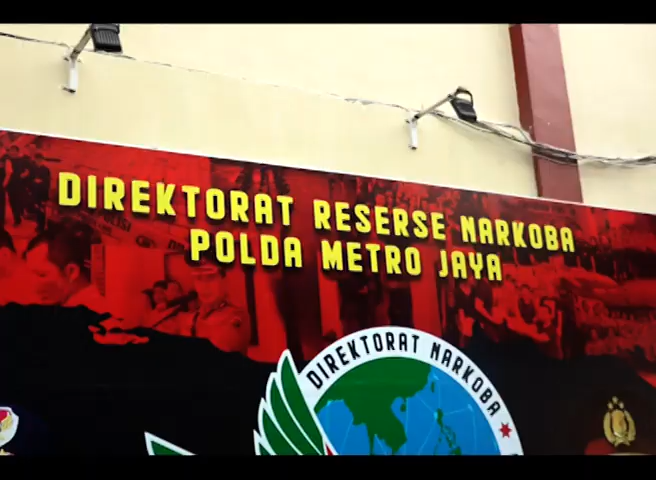 DIREKTORAT RESERSE NARKOBA
POLDA METRO JAYA
DIREKTORAT NARKOBA